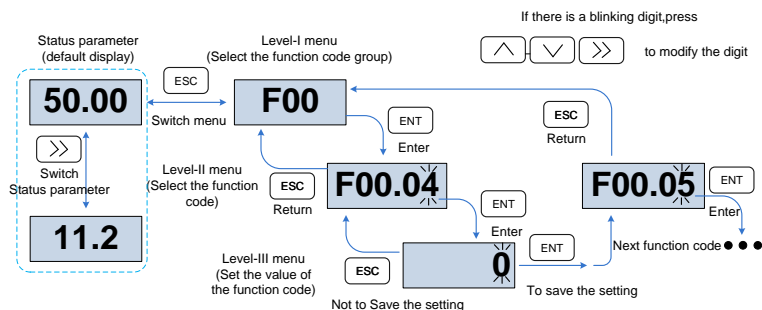 If there is a blinking digit,press
to modify the digit
Status parameter
(default display)
50.00
Switch
Status parameter
11.2
ESC
Switch menu
Level-I menu
(Select the function code group)
F00
ENT
Enter
Level-II menu
(Select the function
code)
ESC
Return
F00.04
ENT
Enter
Level-III menu
(Set the value of
the function code)
ESC
0
Not to Save the setting
ENT
To save the setting
ESC
Return
F00.05
ENT
Enter
Next function code